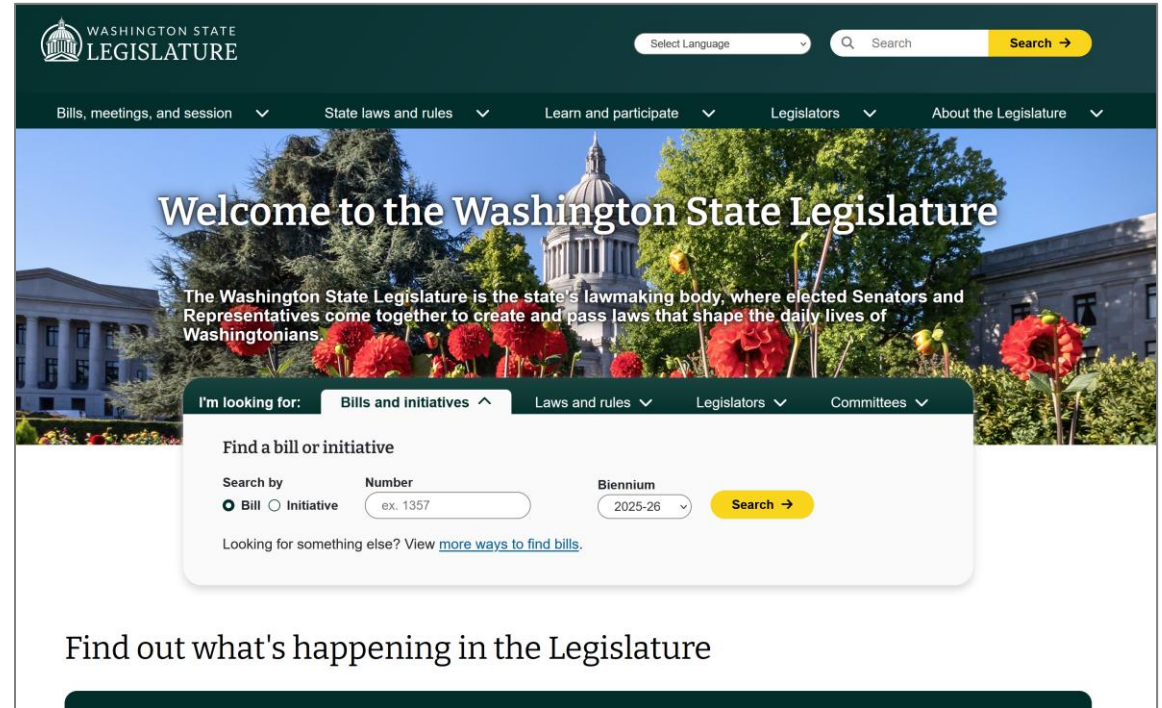 WASHINGTON STATE
LEGISLATURE
Select Language
Search
Search →
Bills, meetings, and session
State laws and rules
Learn and participate
Legislators
About the Legislature
Welcome to the Washington State Legislature
The Washington State Legislature is the state's lawmaking body, where elected Senators and
Representatives come together to create and pass laws that shape the daily lives of
Washingtonians.
I'm looking for:
Bills and initiatives
Laws and rules
Legislators
Committees
Find a bill or initiative
Search by
Number
Biennium
Bill
Initiative
ex. 1357
2025-26
Search →
Looking for something else? View more ways to find bills.
Find out what's happening in the Legislature